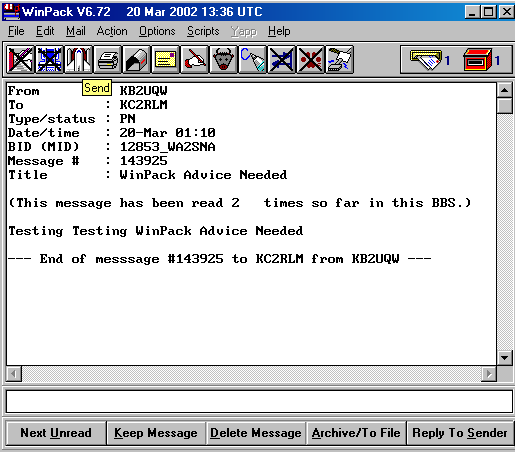 WinPack V6.72 20 Mar 2002 13:36 UTC
File Edit Mail Action Options Scripts Yapp Help
1 1
Send
From : KB2UQW
To : KC2RLM
Type/status : PN
Date/time : 20-Mar 01:10
BID (MID) : 12853_WA2SNA
Message # : 143925
Title : WinPack Advice Needed
(This message has been read 2 times so far in this BBS.)
Testing Testing WinPack Advice Needed
--- End of messsage #143925 to KC2RLM from KB2UQW ---
Next Unread Keep Message Delete Message Archive/To File Reply To Sender